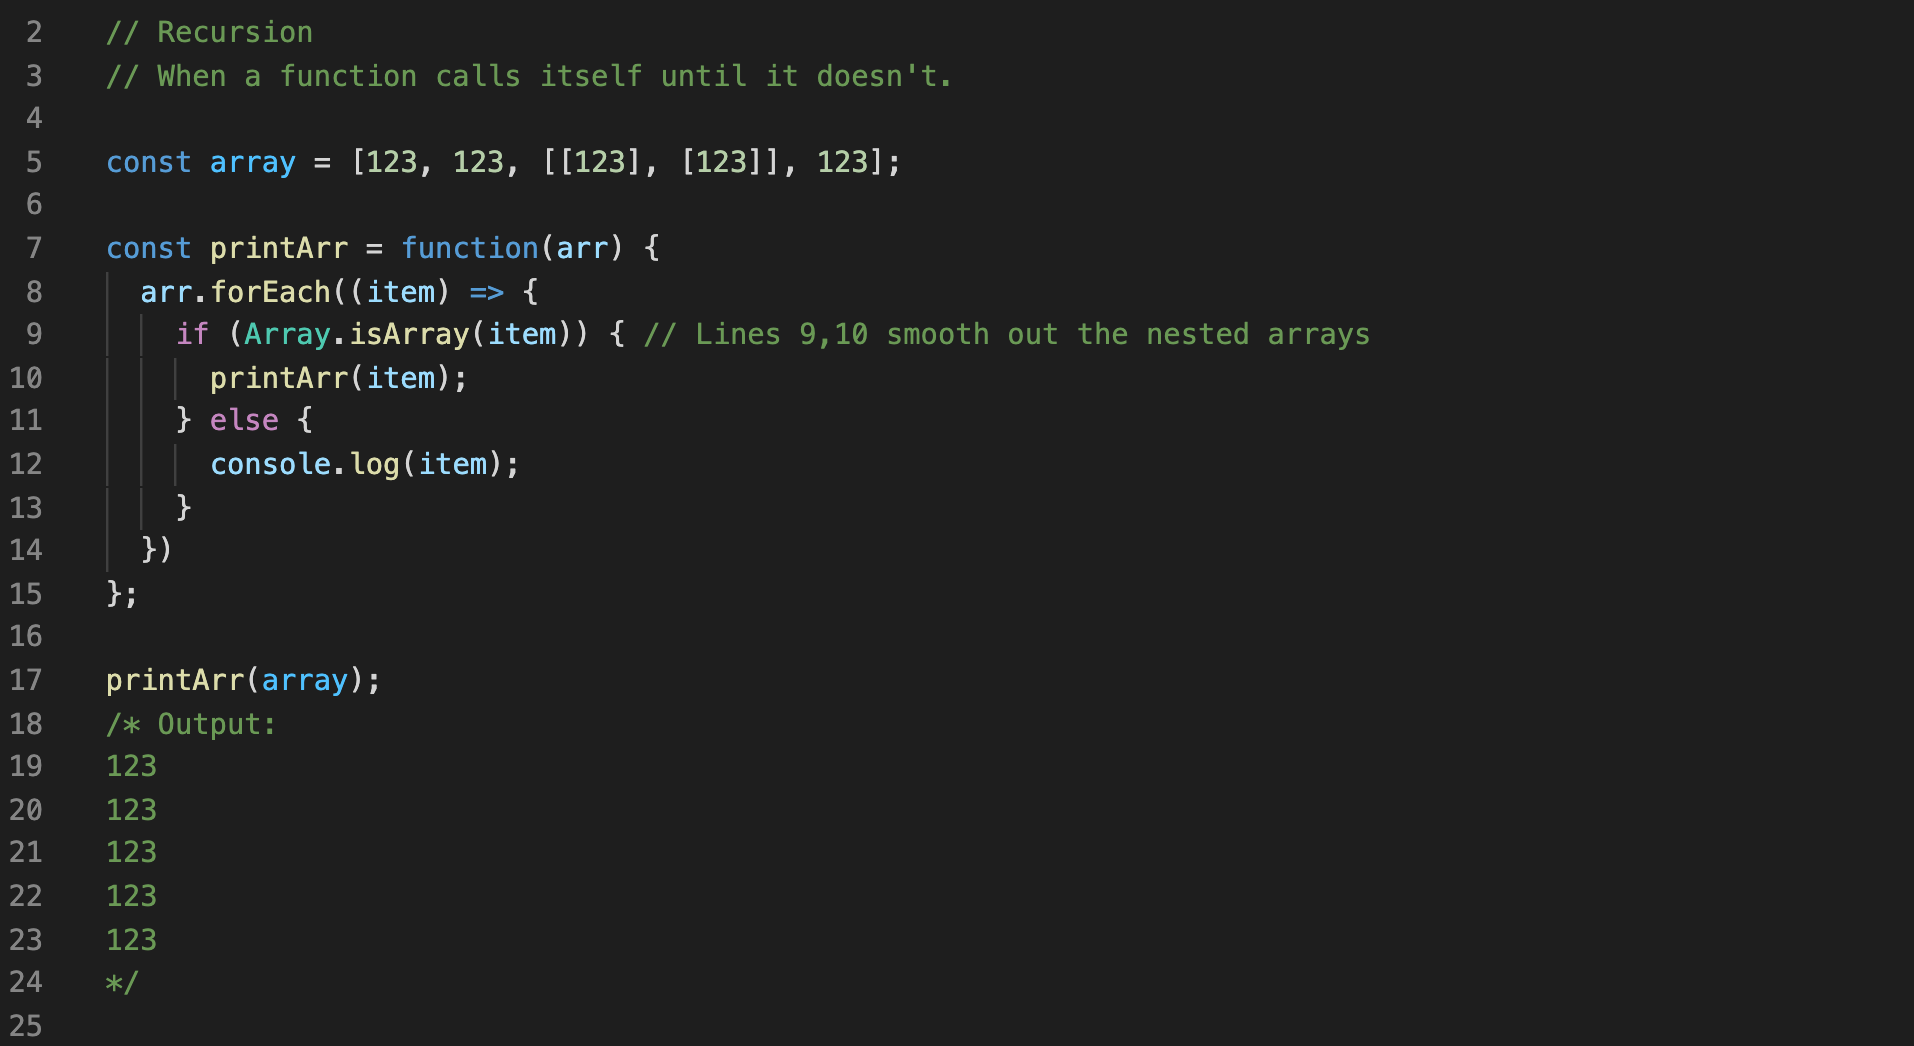 2 // Recursion
3 // When a function calls itself until it doesn't.
4
5 const array = [123, 123, [[123], [123]], 123];
6
7 const printArr = function(arr) {
8   arr.forEach((item) => {
9     if (Array.isArray(item)) { // Lines 9,10 smooth out the nested arrays
10       printArr(item);
11     } else {
12       console.log(item);
13     }
14   })
15 };
16
17 printArr(array);
18 /* Output:
19 123
20 123
21 123
22 123
23 123
24 */
25